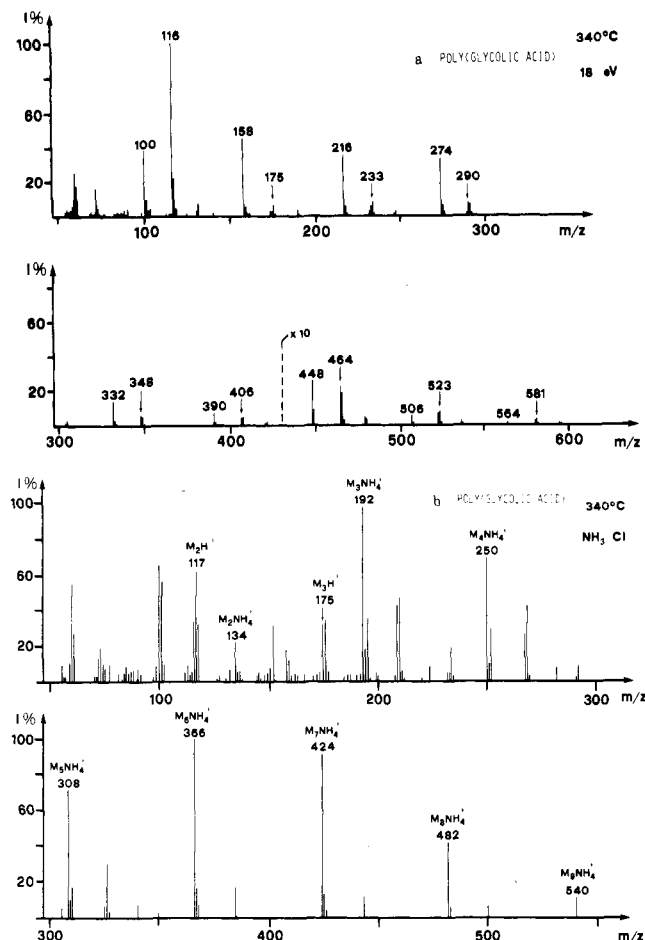 I%
116
340°C
a POLY(GLYCOLIC ACID)
18 eV
100
100
158
216
274
175
233
290
60
20
100
200
300
m/z
I%
x 10
60
20
332
348
390
406
448
464
506
523
564
581
300
400
500
600
m/z
I%
M₃NH₄⁺
192
b POLY(GLYCOLIC ACID)
340°C
NH₃ CI
100
M₂H⁺
117
M₄NH₄⁺
250
60
M₃H⁺
175
M₂NH₄⁺
134
20
100
200
300
m/z
I%
M₆NH₄⁺
366
M₇NH₄⁺
424
100
M₅NH₄⁺
308
60
M₈NH₄⁺
482
20
M₉NH₄⁺
540
300
400
500
m/z